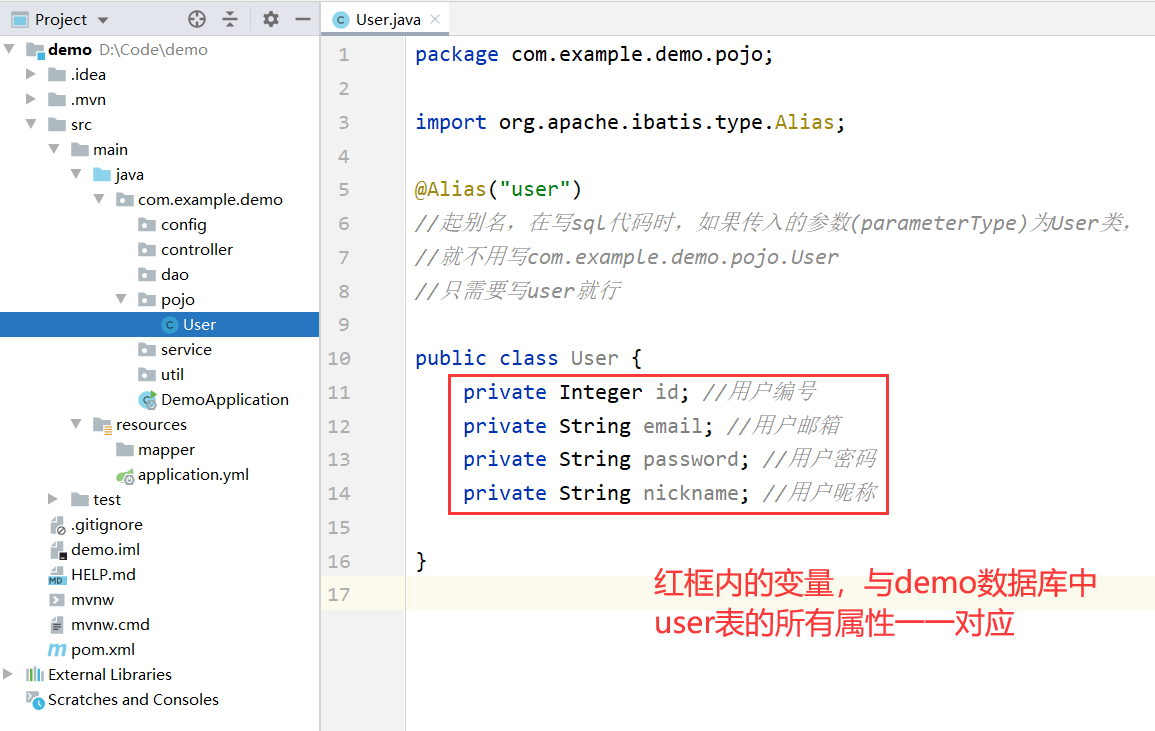 Project
demo D:\Code\demo
.idea
.mvn
src
main
java
com.example.demo
config
controller
dao
pojo
User
service
util
DemoApplication
resources
mapper
application.yml
test
.gitignore
demo.iml
HELP.md
mvnw
mvnw.cmd
pom.xml
External Libraries
Scratches and Consoles
User.java
1 package com.example.demo.pojo;
2
3 import org.apache.ibatis.type.Alias;
4
5 @Alias("user")
6 //起别名，在写sql代码时，如果传入的参数(parameterType)为User类，
7 //就不用写com.example.demo.pojo.User
8 //只需要写user就行
9
10 public class User {
11 private Integer id; //用户编号
12 private String email; //用户邮箱
13 private String password; //用户密码
14 private String nickname; //用户昵称
15
16 }
17
红框内的变量，与demo数据库中
user表的所有属性一一对应